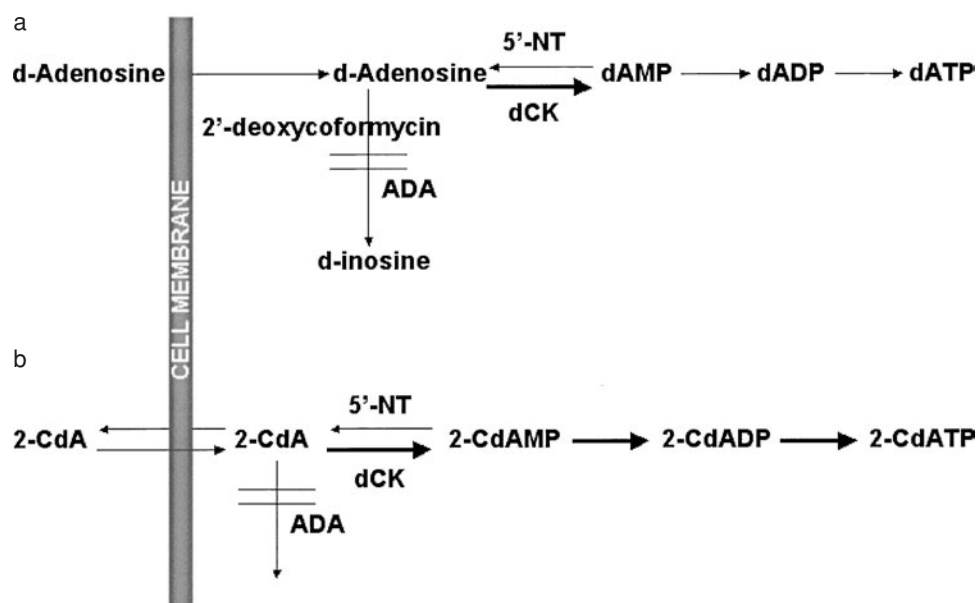 a
5'-NT
d-Adenosine d-Adenosine dAMP dADP dATP
dCK
2'-deoxycoformycin
ADA
d-inosine
CELL MEMBRANE
b
5'-NT
2-CdA 2-CdA 2-CdAMP 2-CdADP 2-CdATP
dCK
ADA